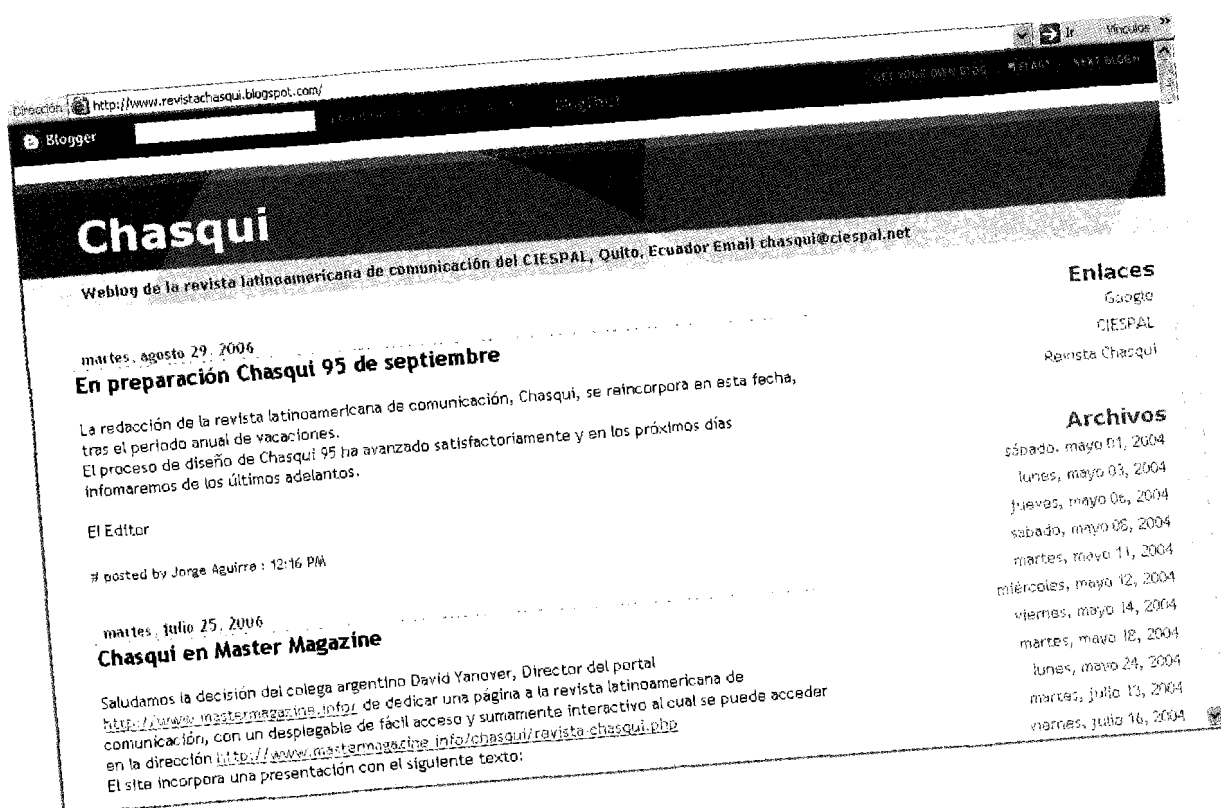 Ir Vínculos »
Dirección http://www.revistachasqui.blogspot.com/
GET YOUR OWN BLOG FLAG? NEXT BLOG»
Blogger BlogThis!
Chasqui
Weblog de la revista latinoamericana de comunicación del CIESPAL, Quito, Ecuador Email chasqui@ciespal.net
martes, agosto 29, 2006
En preparación Chasqui 95 de septiembre
La redacción de la revista latinoamericana de comunicación, Chasqui, se reincorpora en esta fecha,
tras el periodo anual de vacaciones.
El proceso de diseño de Chasqui 95 ha avanzado satisfactoriamente y en los próximos días
infomaremos de los últimos adelantos.
El Editor
# posted by Jorge Aguirre : 12:16 PM
martes, julio 25, 2006
Chasqui en Master Magazine
Saludamos la decisión del colega argentino David Yanover, Director del portal
http://www.mastermagazine.info/ de dedicar una página a la revista latinoamericana de
comunicación, con un desplegable de fácil acceso y sumamente interactivo al cual se puede acceder
en la dirección http://www.mastermagazine.info/chasqui/revista-chasqui.php
El site incorpora una presentación con el siguiente texto:
Enlaces
Google
CIESPAL
Revista Chasqui
Archivos
sábado, mayo 01, 2004
lunes, mayo 03, 2004
jueves, mayo 06, 2004
sábado, mayo 08, 2004
martes, mayo 11, 2004
miércoles, mayo 12, 2004
viernes, mayo 14, 2004
martes, mayo 18, 2004
lunes, mayo 24, 2004
martes, julio 13, 2004
viernes, julio 16, 2004